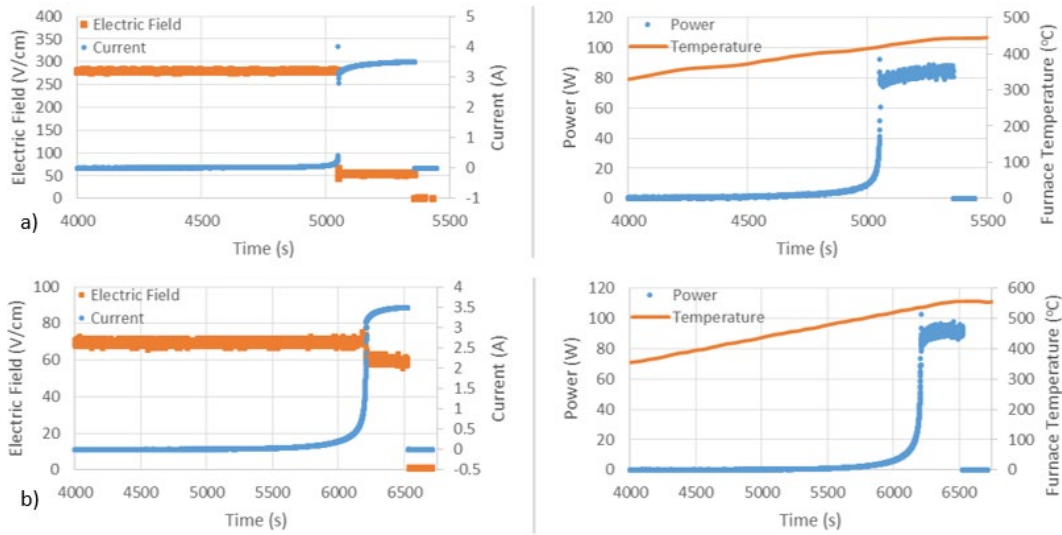 400
350
300
250
200
150
100
50
0
Electric Field (V/cm)
Electric Field
Current
5
4
3
2
1
0
-1
Current (A)
4000 4500 5000 5500
Time (s)
a)
120
100
80
60
40
20
0
Power (W)
Power
Temperature
500
400
300
200
100
0
Furnace Temperature (°C)
4000 4500 5000 5500
Time (s)
100
80
60
40
20
0
Electric Field (V/cm)
Electric Field
Current
4
3.5
3
2.5
2
1.5
1
0.5
0
-0.5
Current (A)
4000 4500 5000 5500 6000 6500
Time (s)
b)
120
100
80
60
40
20
0
Power (W)
Power
Temperature
600
500
400
300
200
100
0
Furnace Temperature (°C)
4000 4500 5000 5500 6000 6500
Time (s)